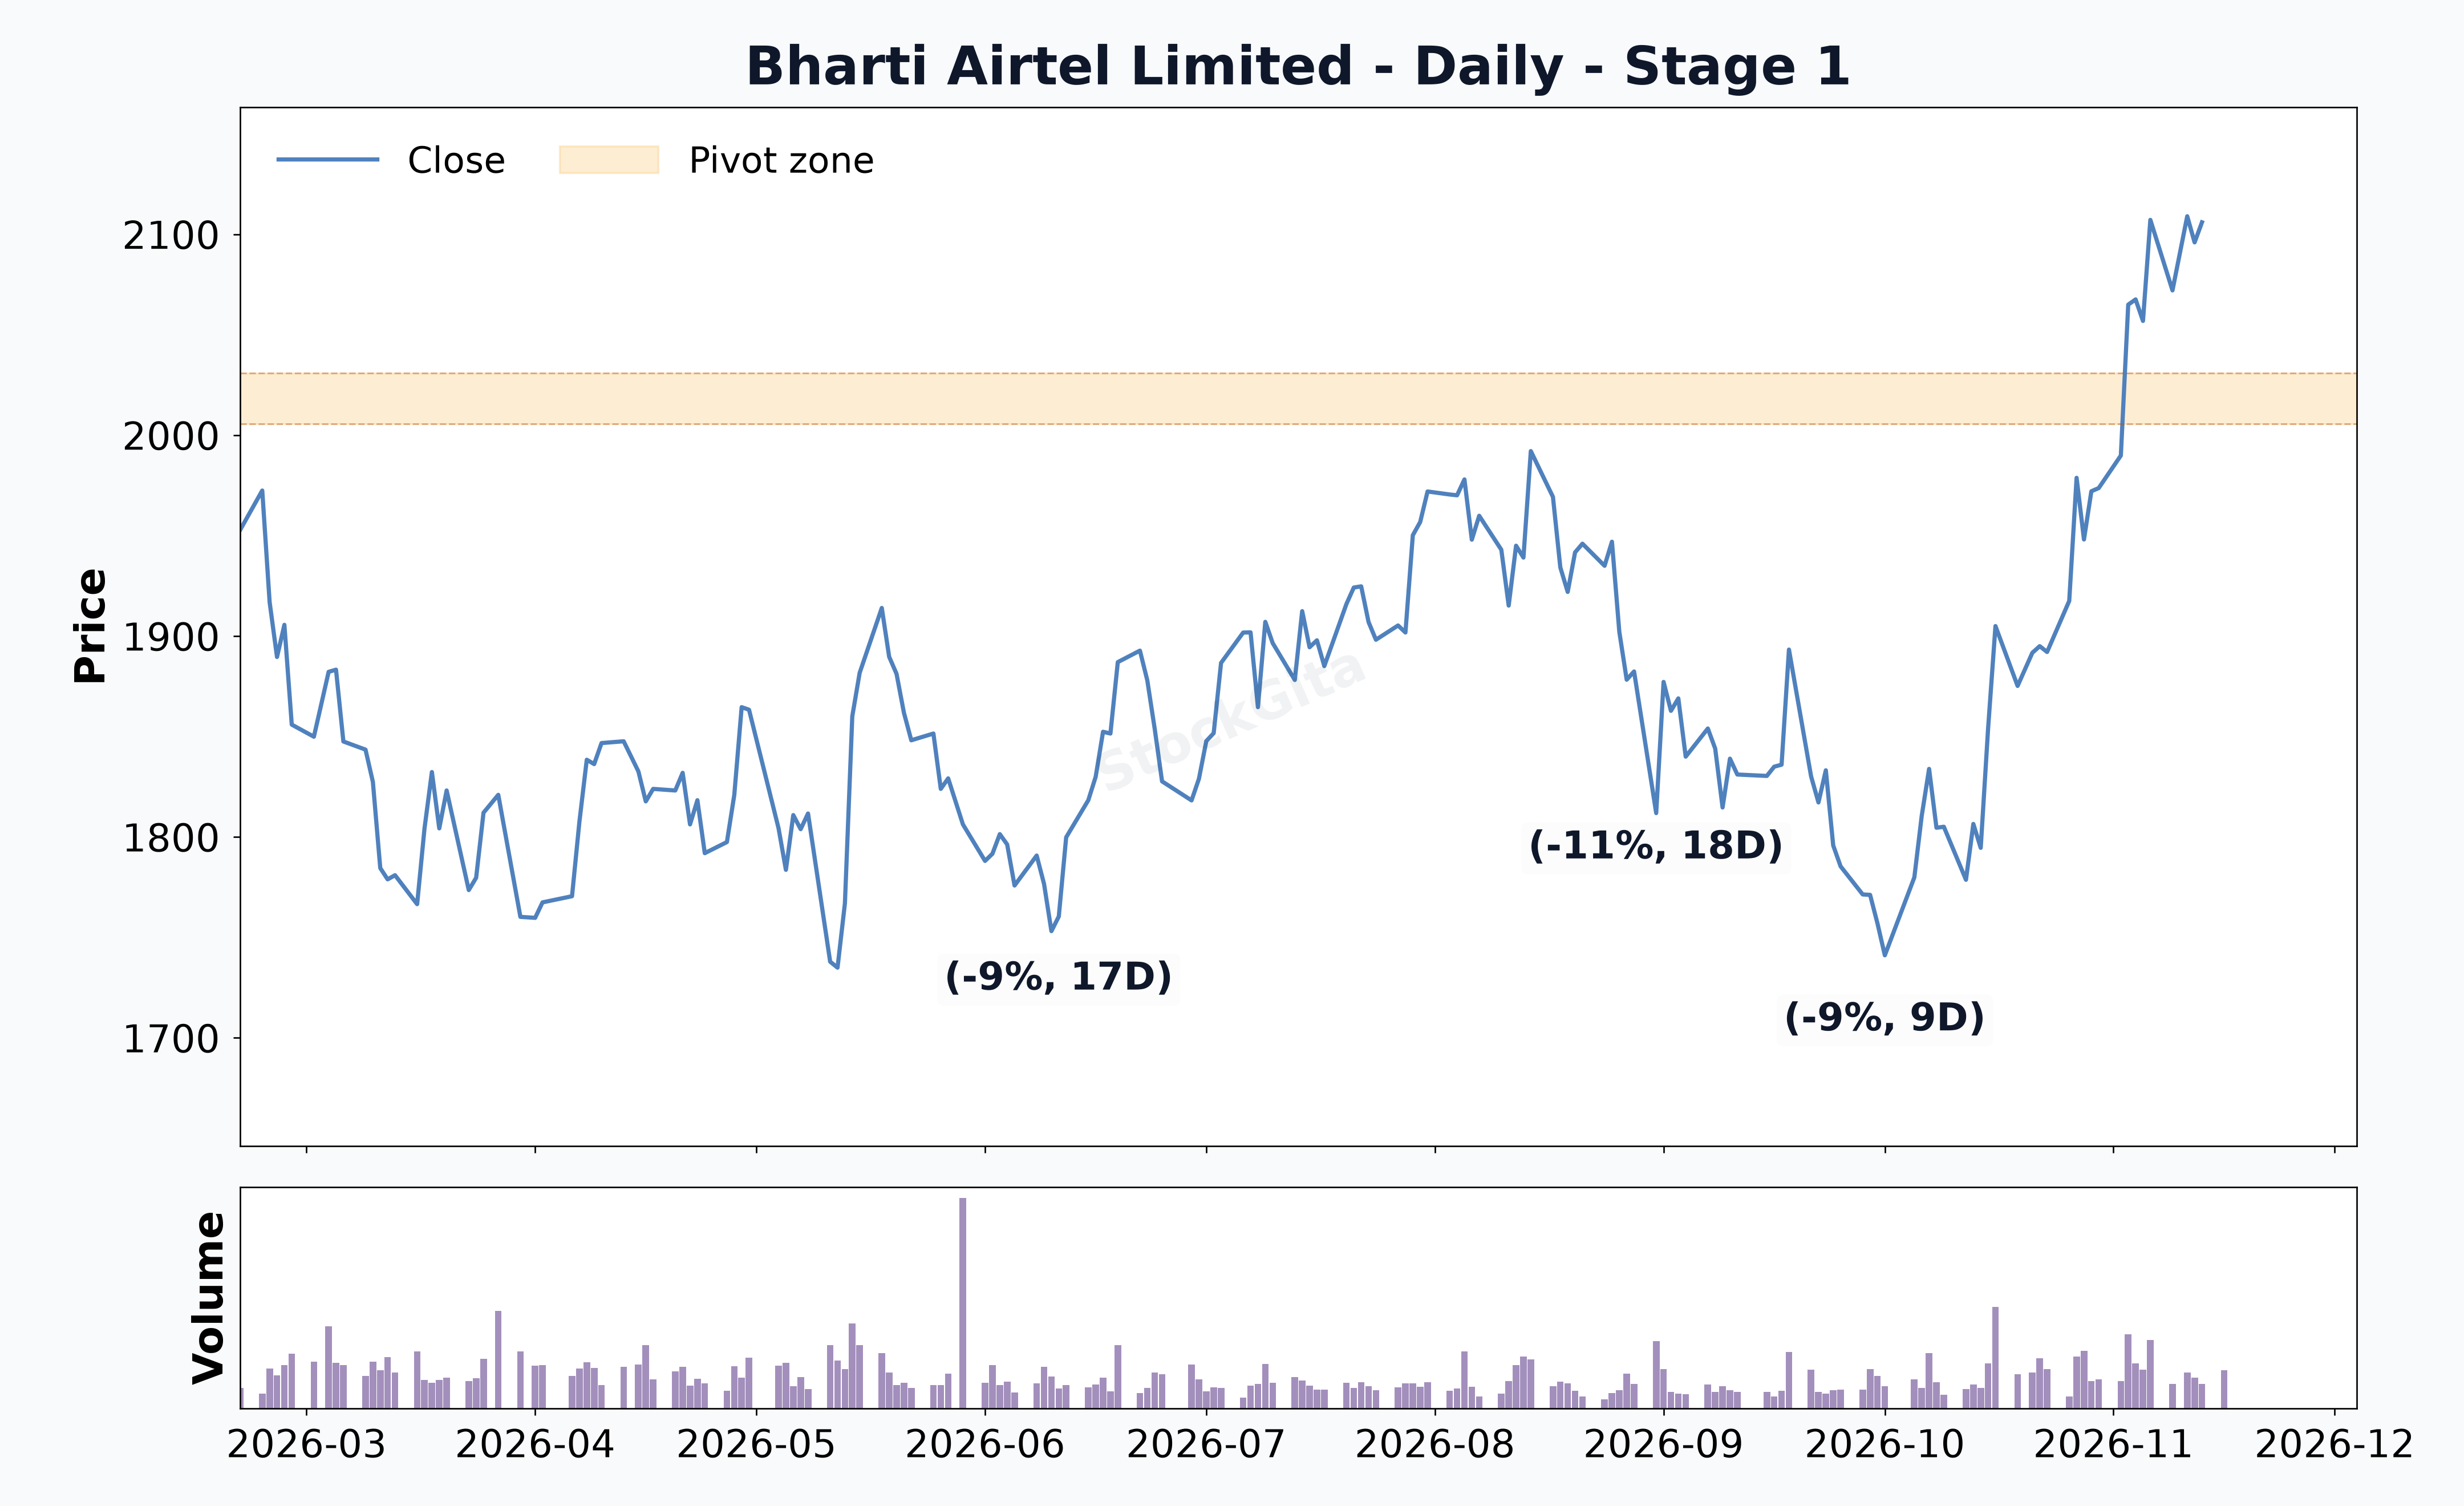 Bharti Airtel Limited - Daily - Stage 1
Close
Pivot zone
Price
2100
2000
1900
1800
1700
StockGita
(-9%, 17D)
(-11%, 18D)
(-9%, 9D)
Volume
2026-03
2026-04
2026-05
2026-06
2026-07
2026-08
2026-09
2026-10
2026-11
2026-12